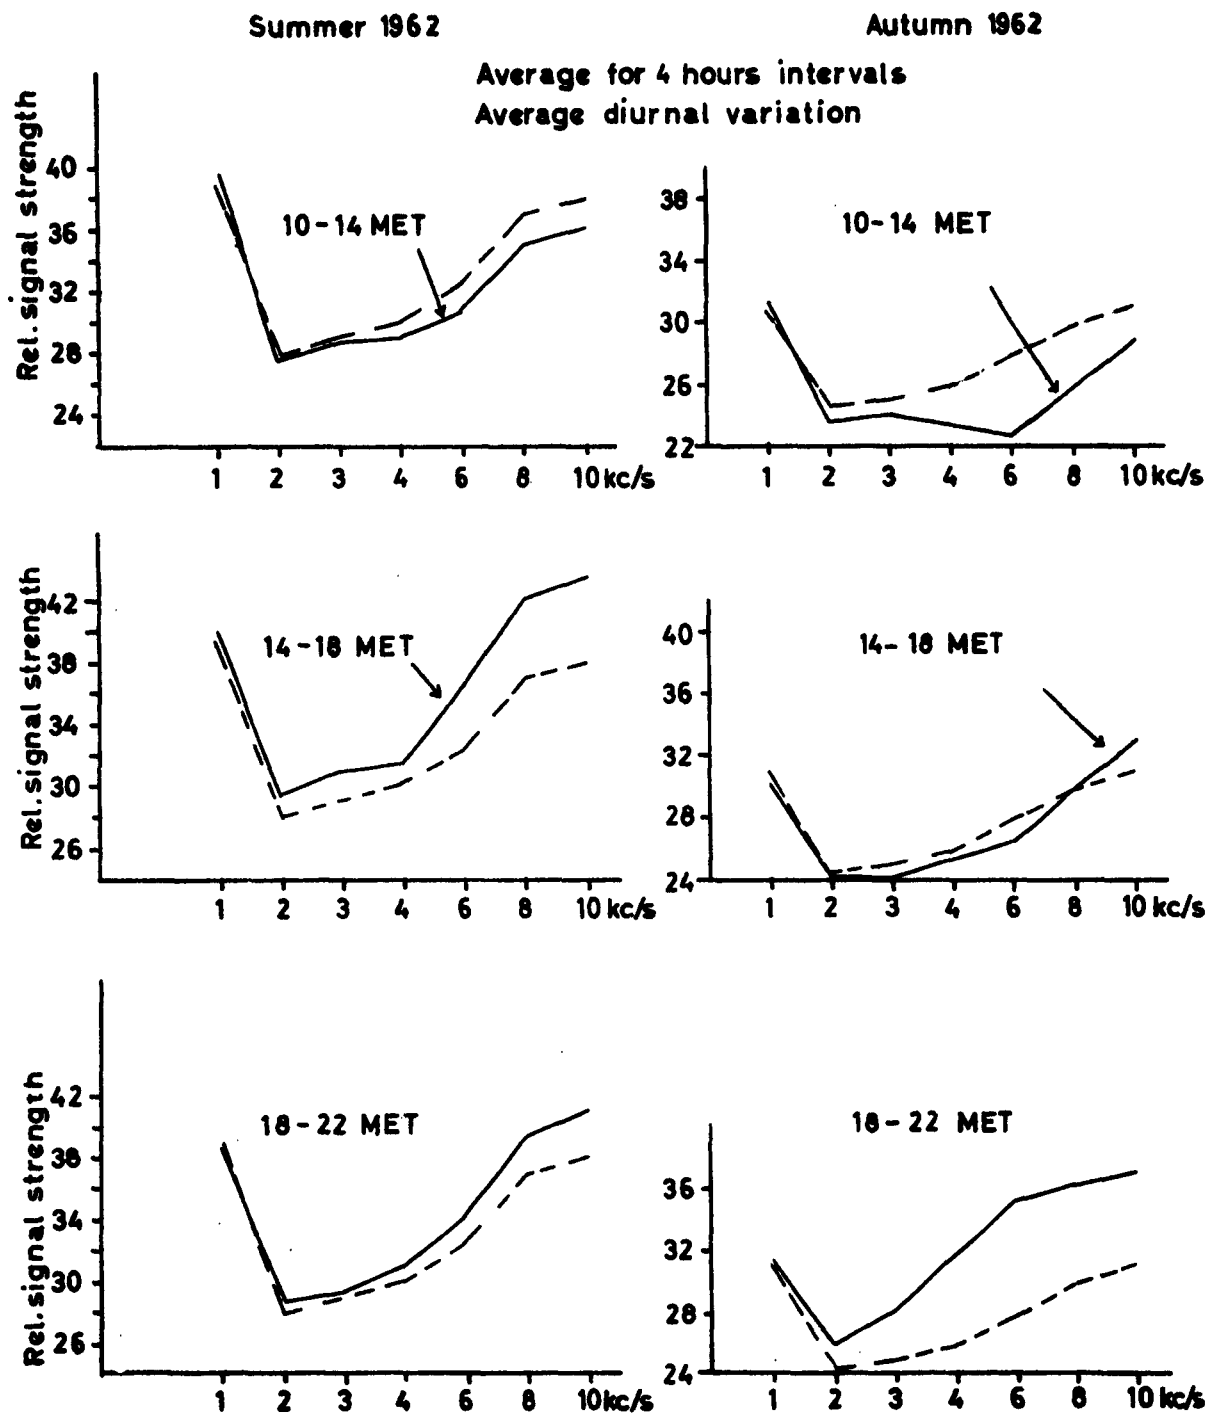 Summer 1962
Autumn 1962
Average for 4 hours intervals
Average diurnal variation
Rel. signal strength
40
36
32
28
24
10-14 MET
1 2 3 4 6 8 10 kc/s
38
34
30
26
22
10-14 MET
1 2 3 4 6 8 10 kc/s
Rel. signal strength
42
38
34
30
26
14-18 MET
1 2 3 4 6 8 10 kc/s
40
36
32
28
24
14-18 MET
1 2 3 4 6 8 10 kc/s
Rel. signal strength
42
38
34
30
26
18-22 MET
1 2 3 4 6 8 10 kc/s
36
32
28
24
18-22 MET
1 2 3 4 6 8 10 kc/s